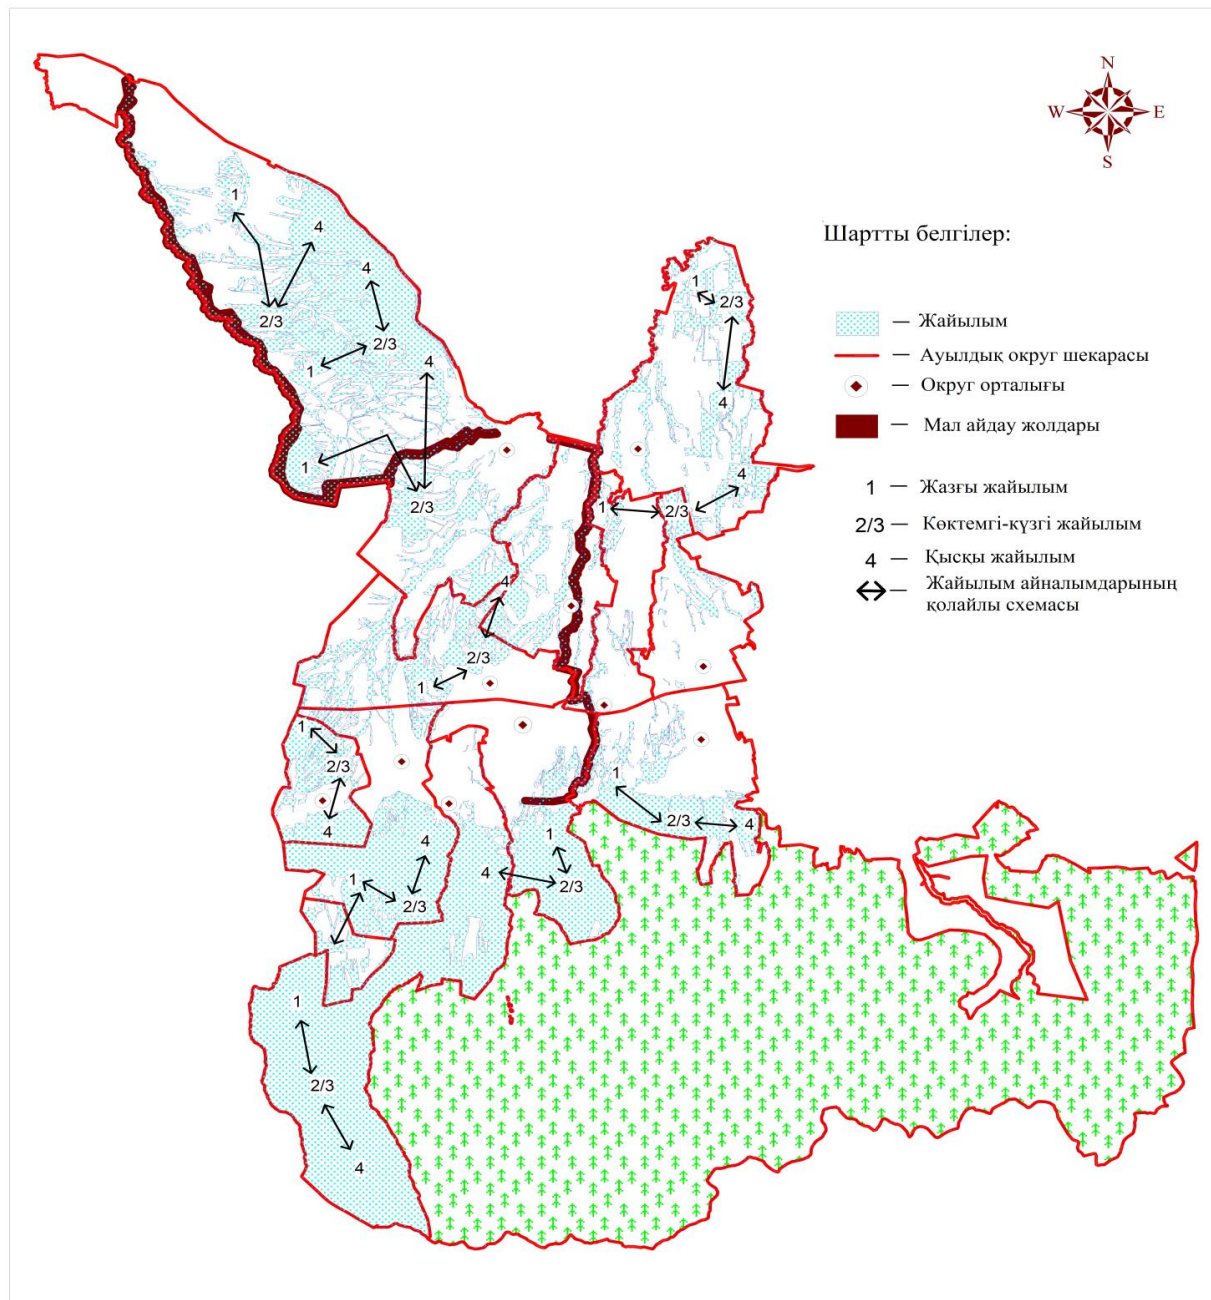 N
W E
S
Шартты белгілер:
— Жайылым
— Ауылдық округ шекарасы
— Округ орталығы
— Мал айдау жолдары
1 — Жазғы жайылым
2/3 — Көктемгі-күзгі жайылым
4 — Қысқы жайылым
— Жайылым айналымдарының
қолайлы схемасы
1
4
4
2/3
2/3
1
4
1
2/3
1
2/3
4
4
1 2/3
4
2/3
1
1
2/3
4
1
2/3 4
4
1
4 2/3
1
2/3
1
2/3
4